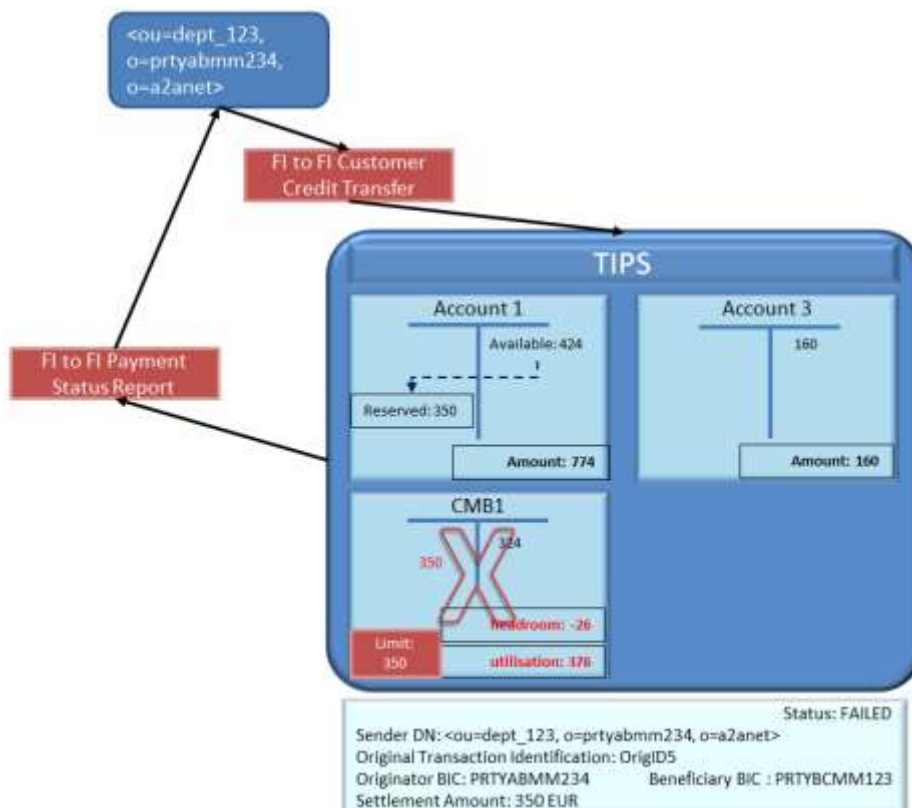 <ou=dept_123,
o=prtyabmm234,
o=a2anet>
FI to FI Customer
Credit Transfer
TIPS
Account 1
Available: 424
Reserved: 350
Amount: 774
Account 3
160
Amount: 160
FI to FI Payment
Status Report
CMB1
324
350
headroom: -26
Limit:
350
utilisation: 376
Status: FAILED
Sender DN: <ou=dept_123, o=prtyabmm234, o=a2anet>
Original Transaction Identification: OrigID5
Originator BIC: PRTYABMM234 Beneficiary BIC : PRTYBCMM123
Settlement Amount: 350 EUR